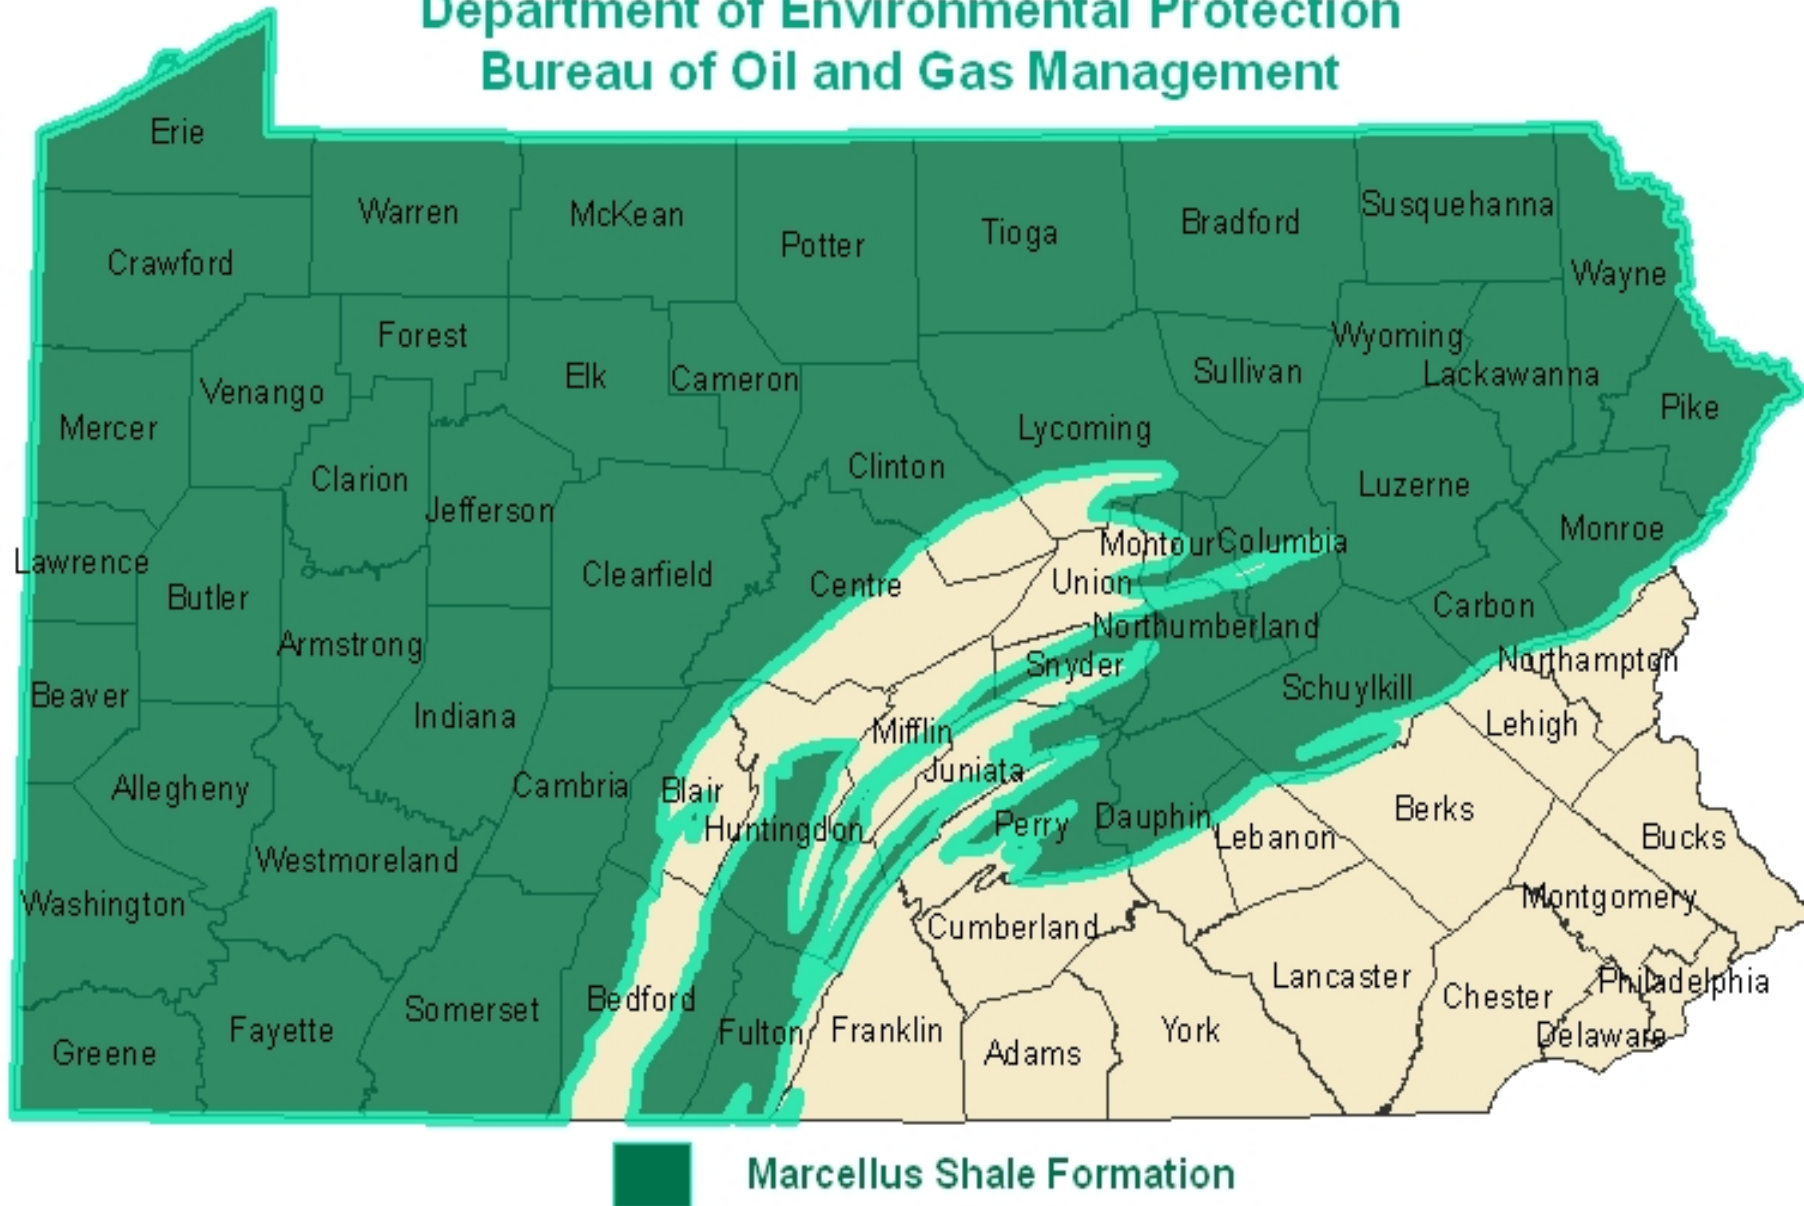 Department of Environmental Protection
Bureau of Oil and Gas Management
Erie
Warren
McKean
Potter
Tioga
Bradford
Susquehanna
Wayne
Crawford
Forest
Elk
Cameron
Sullivan
Wyoming
Lackawanna
Pike
Venango
Mercer
Lycoming
Clinton
Clarion
Jefferson
Luzerne
Monroe
Montour
Columbia
Lawrence
Butler
Clearfield
Centre
Union
Carbon
Armstrong
Northumberland
Snyder
Northampton
Beaver
Indiana
Schuylkill
Mifflin
Lehigh
Allegheny
Cambria
Blair
Juniata
Huntingdon
Perry
Dauphin
Lebanon
Berks
Bucks
Westmoreland
Washington
Cumberland
Montgomery
Bedford
Somerset
Lancaster
Chester
Philadelphia
Greene
Fayette
Fulton
Franklin
Adams
York
Delaware
Marcellus Shale Formation